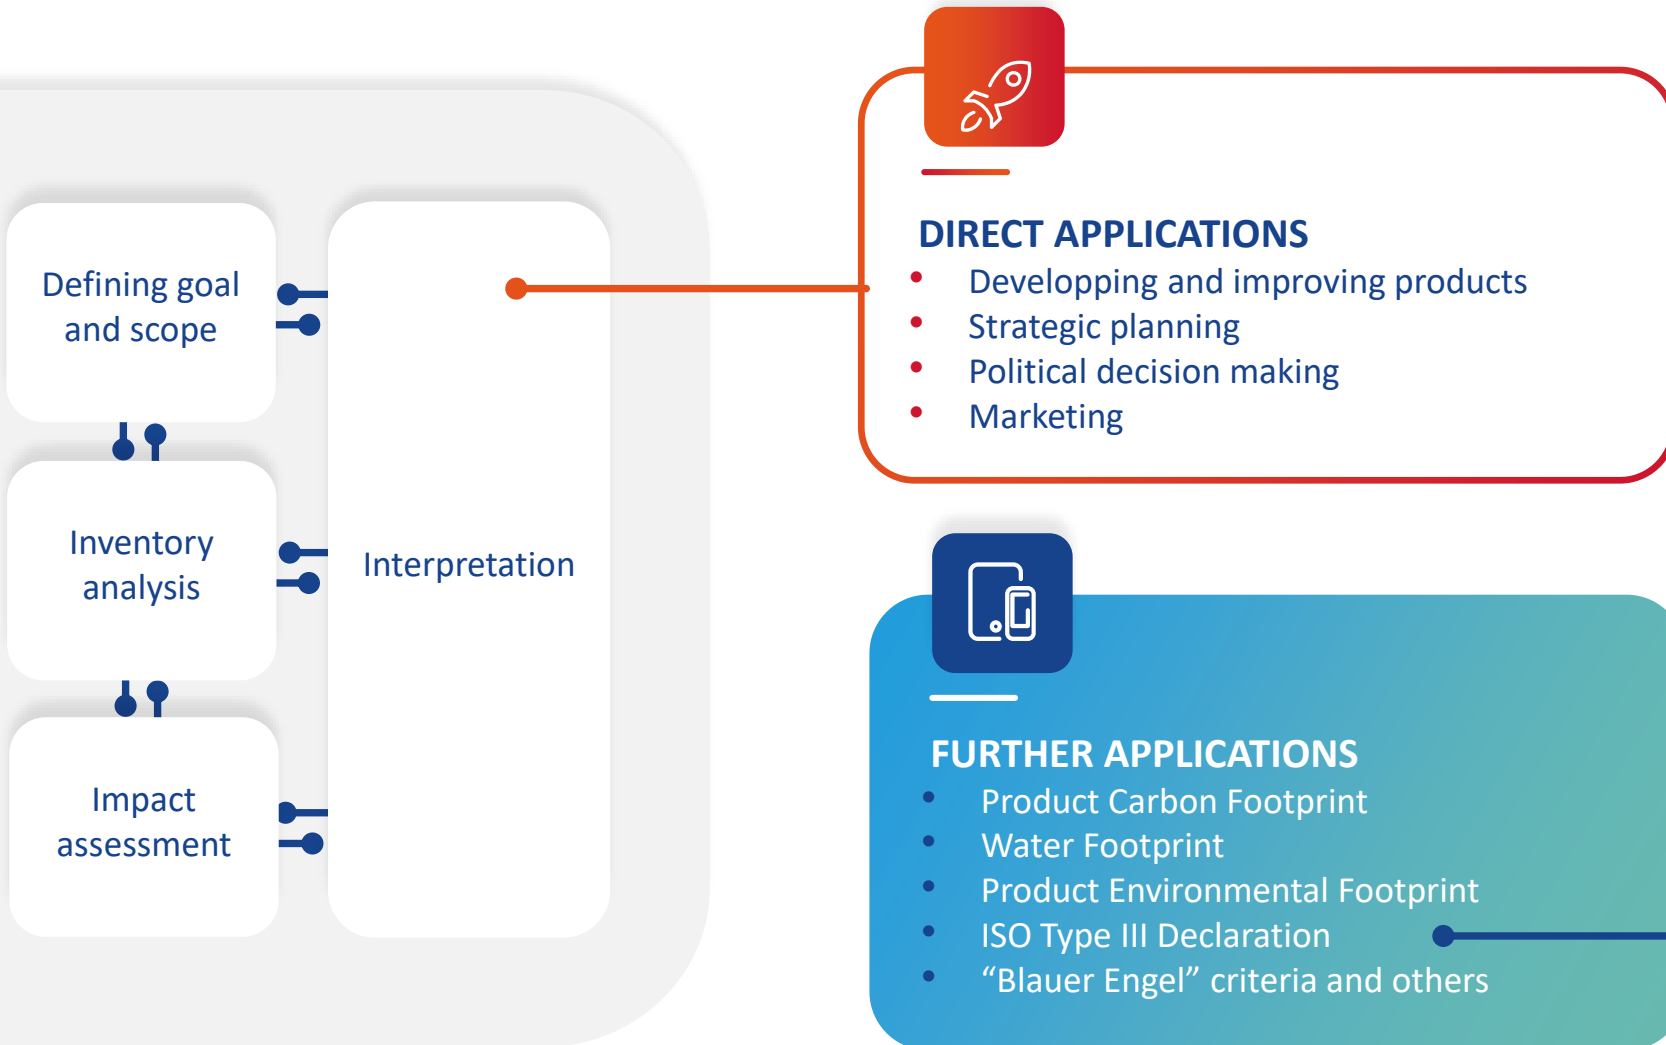 Defining goal
and scope
Inventory
analysis
Impact
assessment
Interpretation
DIRECT APPLICATIONS
• Developping and improving products
• Strategic planning
• Political decision making
• Marketing
FURTHER APPLICATIONS
• Product Carbon Footprint
• Water Footprint
• Product Environmental Footprint
• ISO Type III Declaration
• “Blauer Engel” criteria and others